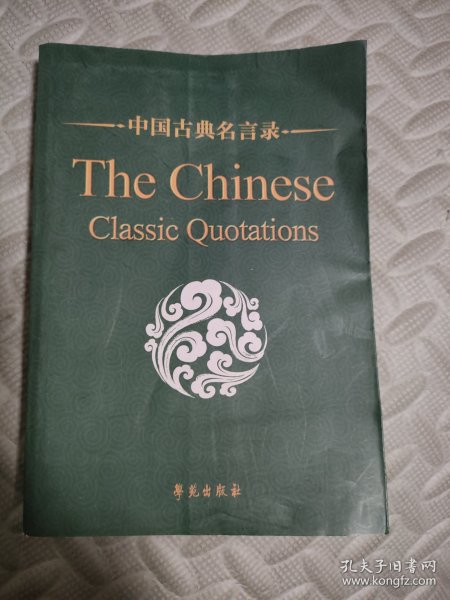 中国古典名言录
The Chinese
Classic Quotations
學苑出版社
孔夫子旧书网
www.kongfz.com